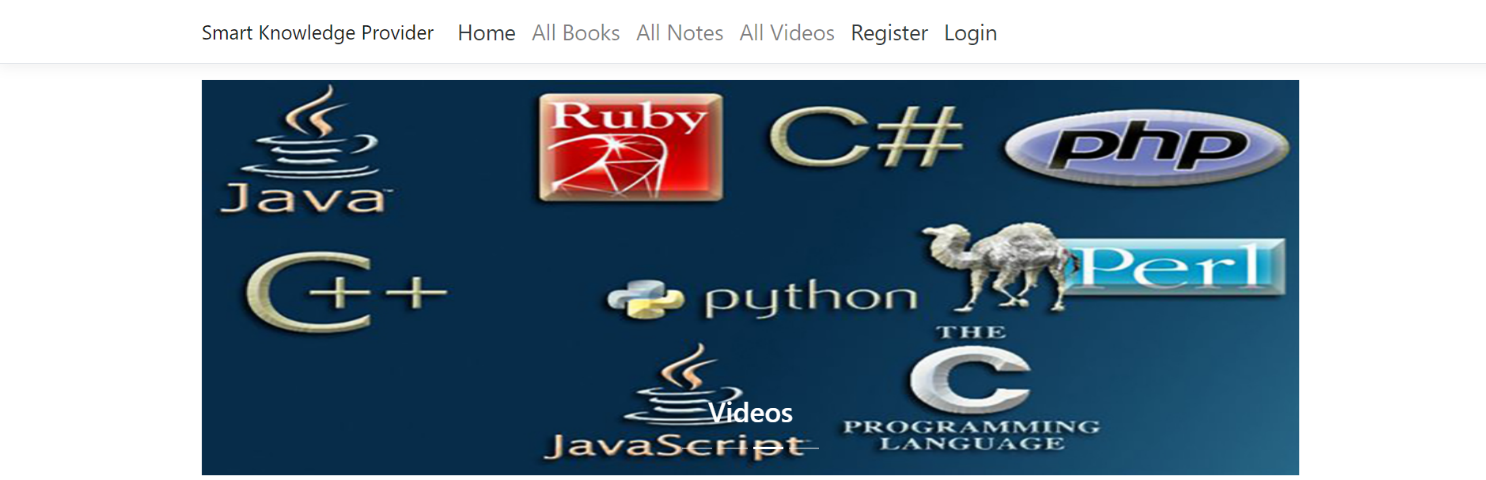 Smart Knowledge Provider Home All Books All Notes All Videos Register Login
Java™
Ruby
C#
php
C++
python
Perl
Videos
JavaScript
THE
C
PROGRAMMING
LANGUAGE